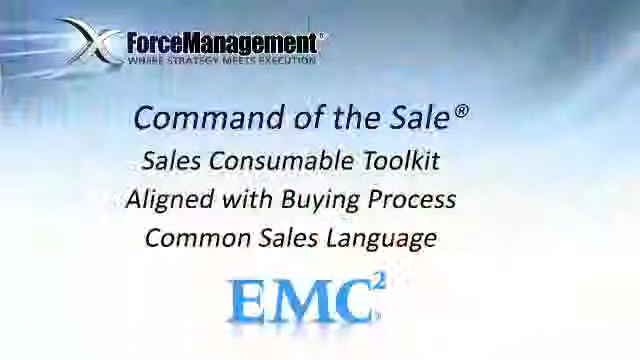 ForceManagement®
WHERE STRATEGY MEETS EXECUTION
Command of the Sale®
Sales Consumable Toolkit
Aligned with Buying Process
Common Sales Language
EMC²